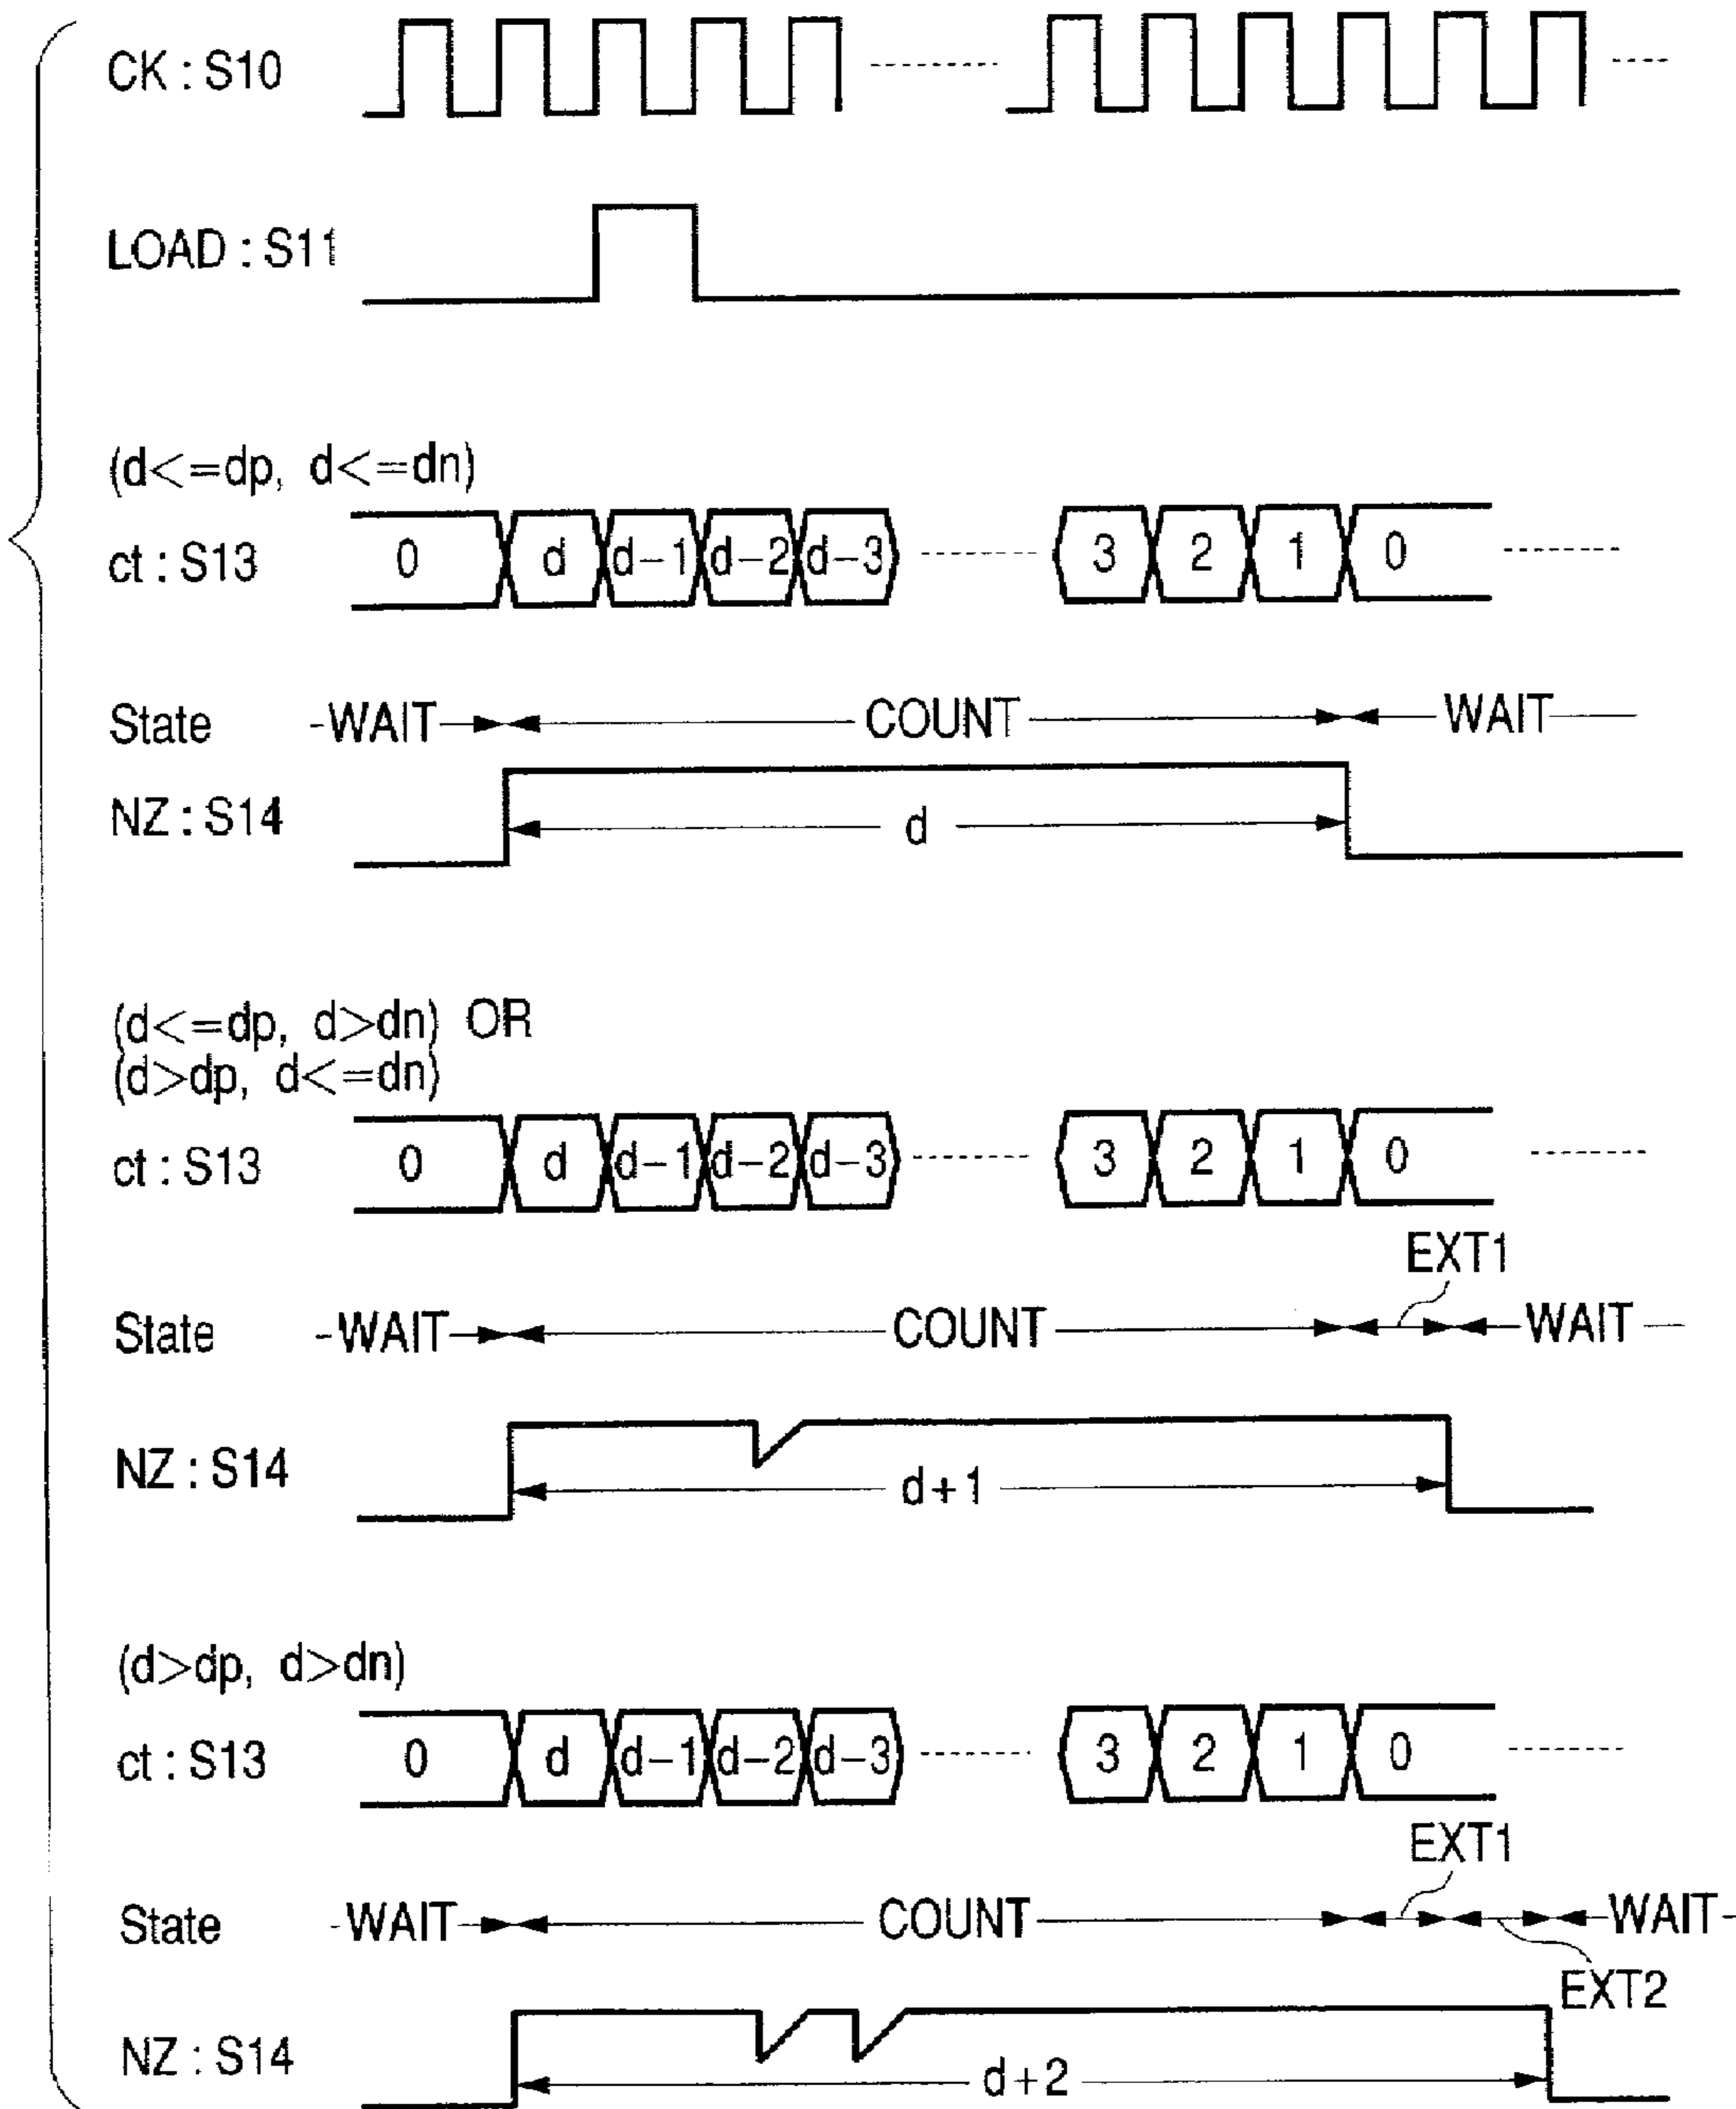 CK : S10
LOAD : S11
(d<=dp, d<=dn)
ct : S13 0 d d-1 d-2 d-3 3 2 1 0
State WAIT COUNT WAIT
NZ : S14 d
(d<=dp, d>dn) OR
(d>dp, d<=dn)
ct : S13 0 d d-1 d-2 d-3 3 2 1 0
EXT1
State WAIT COUNT WAIT
NZ : S14 d+1
(d>dp, d>dn)
ct : S13 0 d d-1 d-2 d-3 3 2 1 0
EXT1
State WAIT COUNT WAIT
EXT2
NZ : S14 d+2